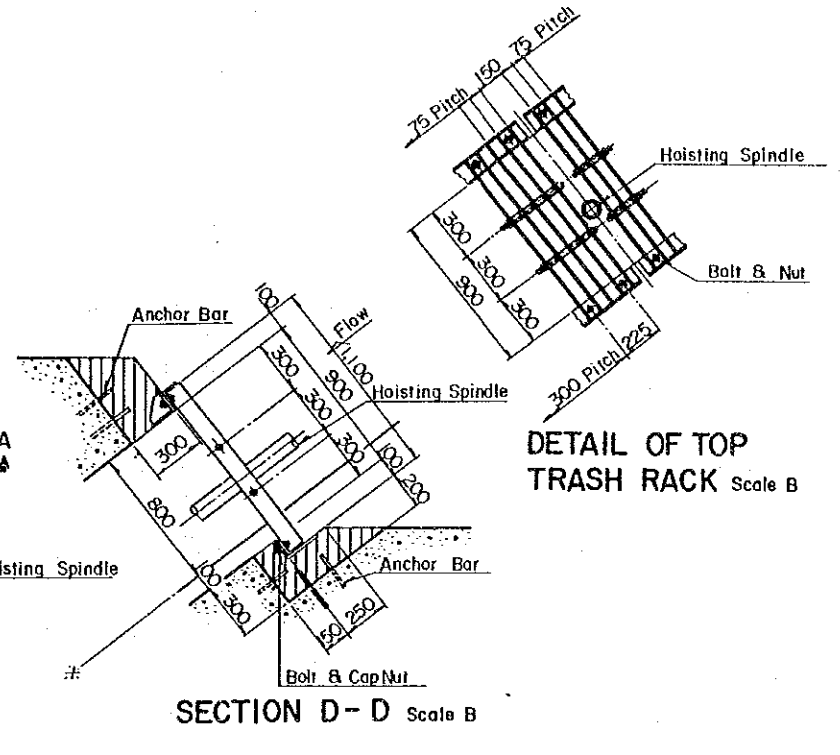 75 Pitch
150
75 Pitch
Hoisting Spindle
300
300
300
900
Bolt & Nut
300 Pitch
225
DETAIL OF TOP
TRASH RACK Scale B
100
Flow
1,100
Anchor Bar
300
300
300
900
Hoisting Spindle
A
300
800
100
200
isting Spindle
100
300
Anchor Bar
50
250
Bolt & Cap Nut
SECTION D-D Scale B